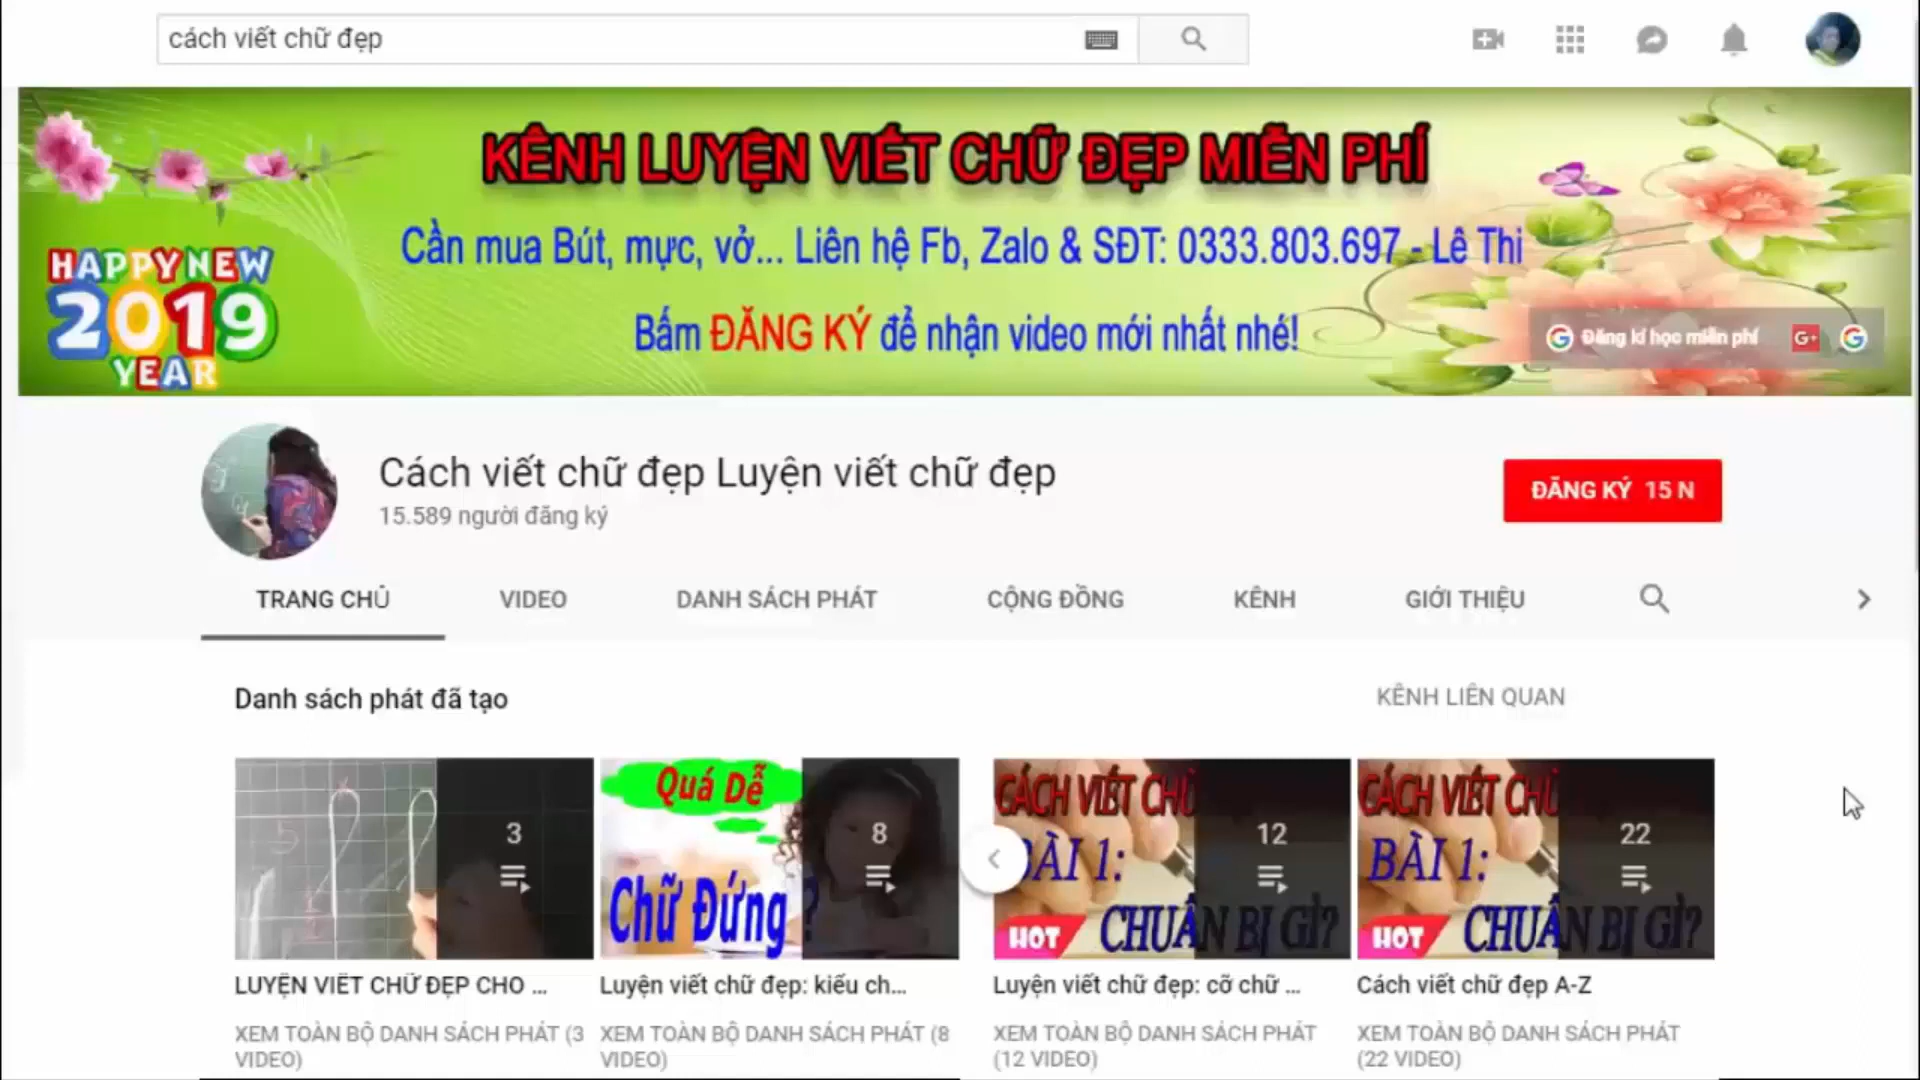 cách viết chữ đẹp
KÊNH LUYỆN VIẾT CHỮ ĐẸP MIỄN PHÍ
Cần mua Bút, mực, vở... Liên hệ Fb, Zalo & SĐT: 0333.803.697 - Lê Thi
Bấm ĐĂNG KÝ để nhận video mới nhất nhé!
HAPPY NEW
2019
YEAR
Đăng kí học miễn phí
G+
Cách viết chữ đẹp Luyện viết chữ đẹp
15.589 người đăng ký
ĐĂNG KÝ 15 N
TRANG CHỦ
VIDEO
DANH SÁCH PHÁT
CỘNG ĐỒNG
KÊNH
GIỚI THIỆU
Danh sách phát đã tạo
KÊNH LIÊN QUAN
3
LUYỆN VIẾT CHỮ ĐẸP CHO ...
XEM TOÀN BỘ DANH SÁCH PHÁT (3
VIDEO)
Quá Dễ
Chữ Đứng ?
8
Luyện viết chữ đẹp: kiểu ch...
XEM TOÀN BỘ DANH SÁCH PHÁT (8
VIDEO)
CÁCH VIẾT CHỮ
BÀI 1:
HOT
CHUẨN BỊ GÌ?
12
Luyện viết chữ đẹp: cỡ chữ ...
XEM TOÀN BỘ DANH SÁCH PHÁT
(12 VIDEO)
CÁCH VIẾT CHỮ
BÀI 1:
HOT
CHUẨN BỊ GÌ?
22
Cách viết chữ đẹp A-Z
XEM TOÀN BỘ DANH SÁCH PHÁT
(22 VIDEO)